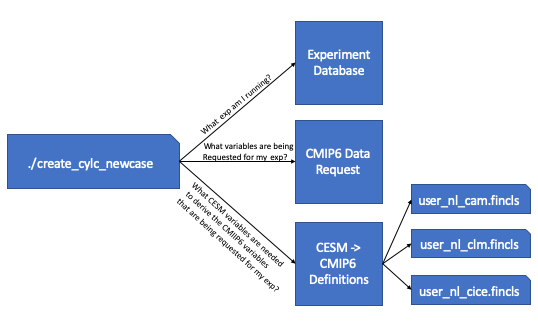 Experiment
Database
What exp am I running?
./create_cylc_newcase
What variables are being
Requested for my exp?
CMIP6 Data
Request
What CESM variables are needed
to derive the CMIIP6 variables
that are being requested for my exp?
CESM ->
CMIP6
Definitions
user_nl_cam.fincls
user_nl_clm.fincls
user_nl_cice.fincls